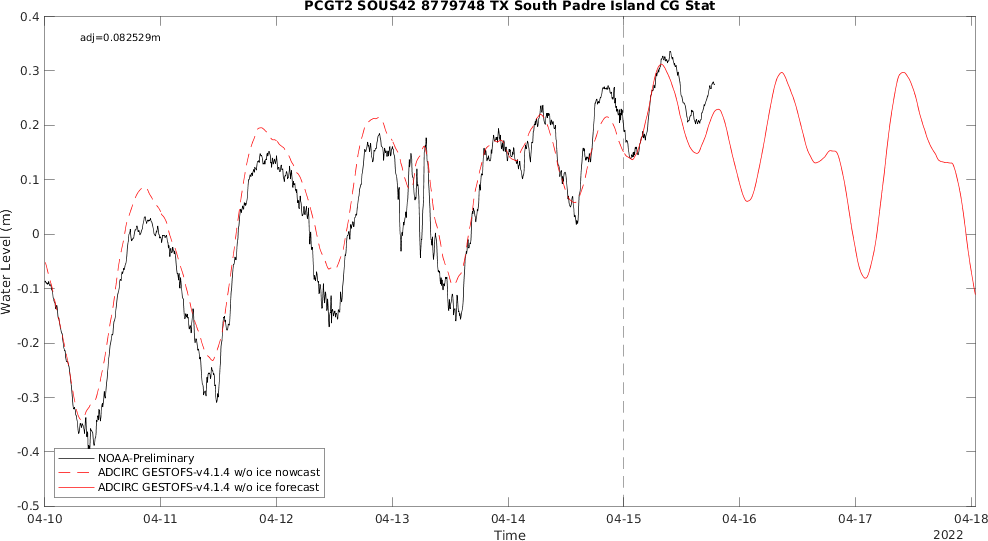 PCGT2 SOUS42 8779748 TX South Padre Island CG Stat
adj=0.082529m
0.4
0.3
0.2
0.1
0
-0.1
-0.2
-0.3
-0.4
-0.5
Water Level (m)
NOAA-Preliminary
ADCIRC GESTOFS-v4.1.4 w/o ice nowcast
ADCIRC GESTOFS-v4.1.4 w/o ice forecast
04-10 04-11 04-12 04-13 04-14 04-15 04-16 04-17 04-18
Time
2022